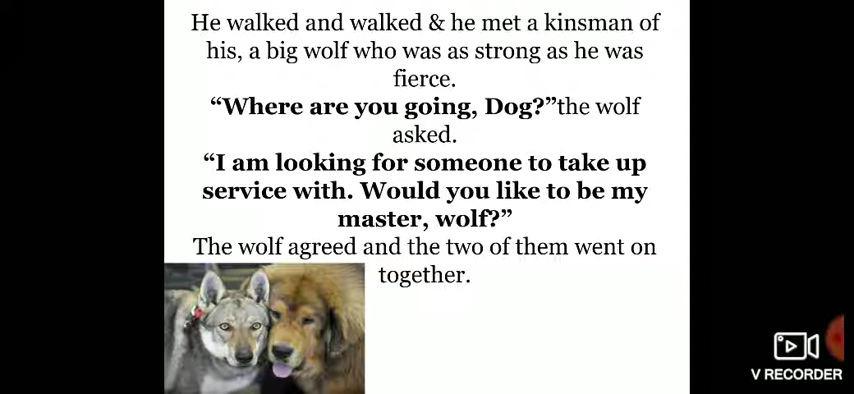 He walked and walked & he met a kinsman of
his, a big wolf who was as strong as he was
fierce.
“Where are you going, Dog?”the wolf
asked.
“I am looking for someone to take up
service with. Would you like to be my
master, wolf?”
The wolf agreed and the two of them went on
together.
V RECORDER